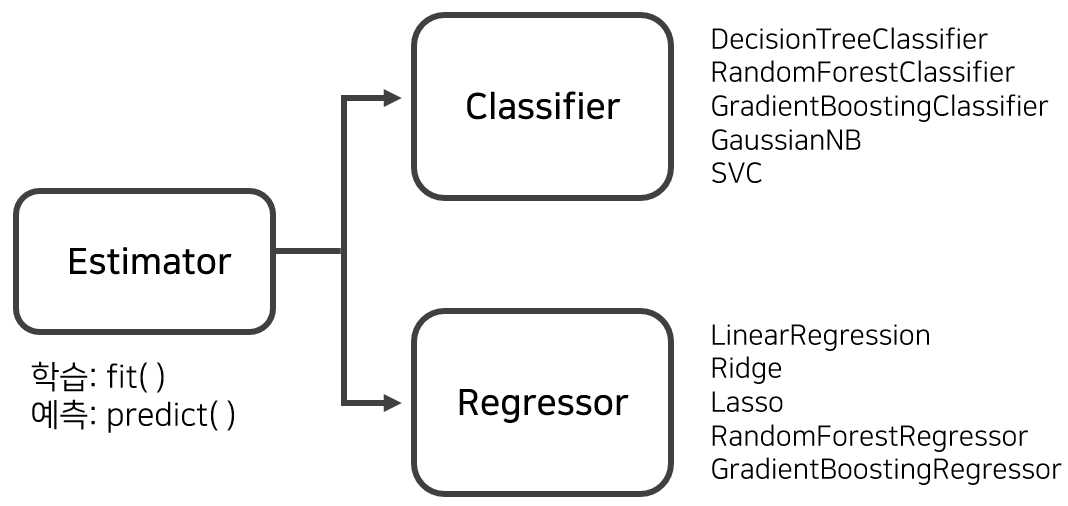 Estimator
학습: fit( )
예측: predict( )
Classifier
DecisionTreeClassifier
RandomForestClassifier
GradientBoostingClassifier
GaussianNB
SVC
Regressor
LinearRegression
Ridge
Lasso
RandomForestRegressor
GradientBoostingRegressor